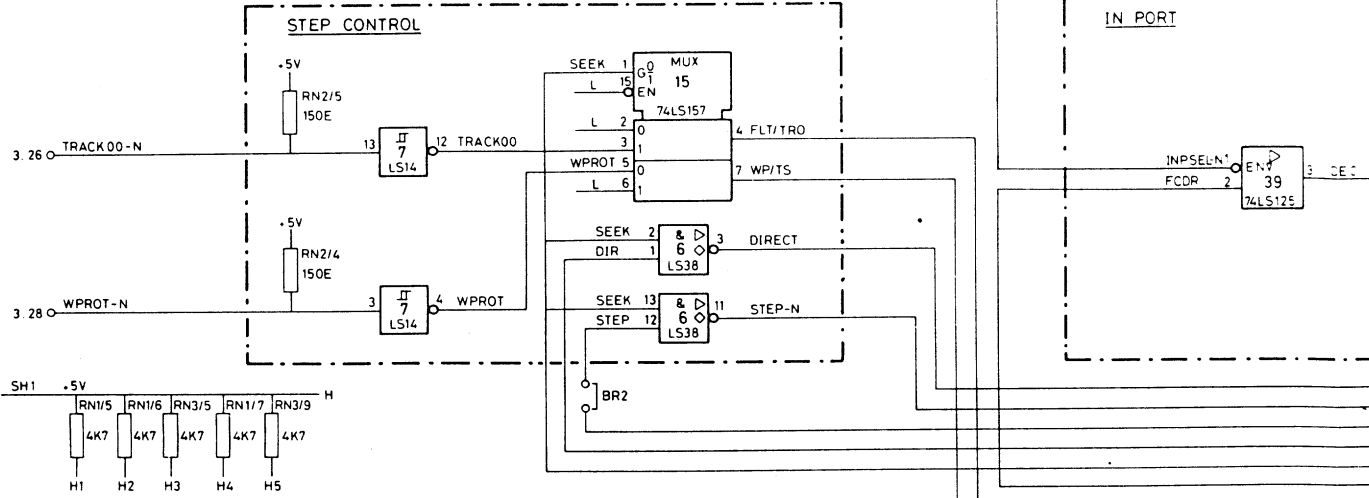 STEP CONTROL
IN PORT
+5V
RN2/5
150E
3.26
TRACK00-N
13
7
LS14
12
TRACK00
SEEK
1
G
0
1
MUX
15
L
15
EN
74LS157
L
2
0
3
1
4
FLT/TRO
WPROT
5
0
L
6
1
7
WP/TS
INPSEL-N
1
EN
FCDR
2
39
74LS125
+5V
RN2/4
150E
3.28
WPROT-N
3
7
LS14
4
WPROT
SEEK
2
DIR
1
&
6
LS38
3
DIRECT
SEEK
13
STEP
12
&
6
LS38
11
STEP-N
BR2
SH1
+5V
H
RN1/5
RN1/6
RN3/5
RN1/7
RN3/9
4K7
4K7
4K7
4K7
4K7
H1
H2
H3
H4
H5